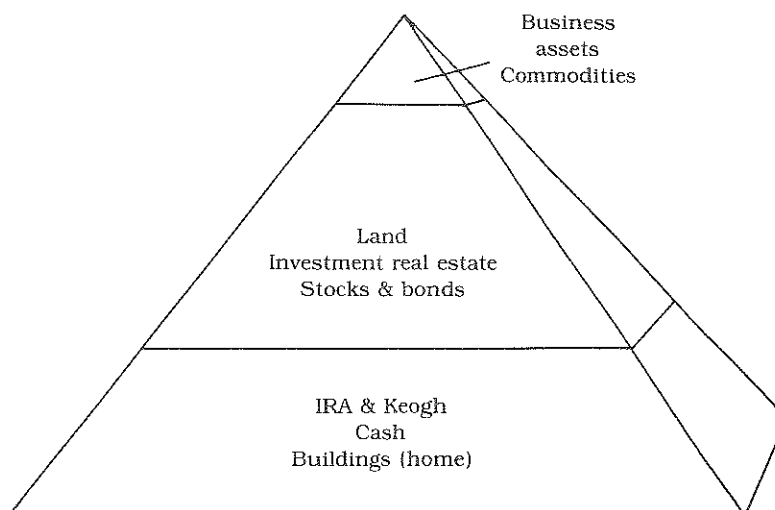 Business
assets
Commodities
Land
Investment real estate
Stocks & bonds
IRA & Keogh
Cash
Buildings (home)